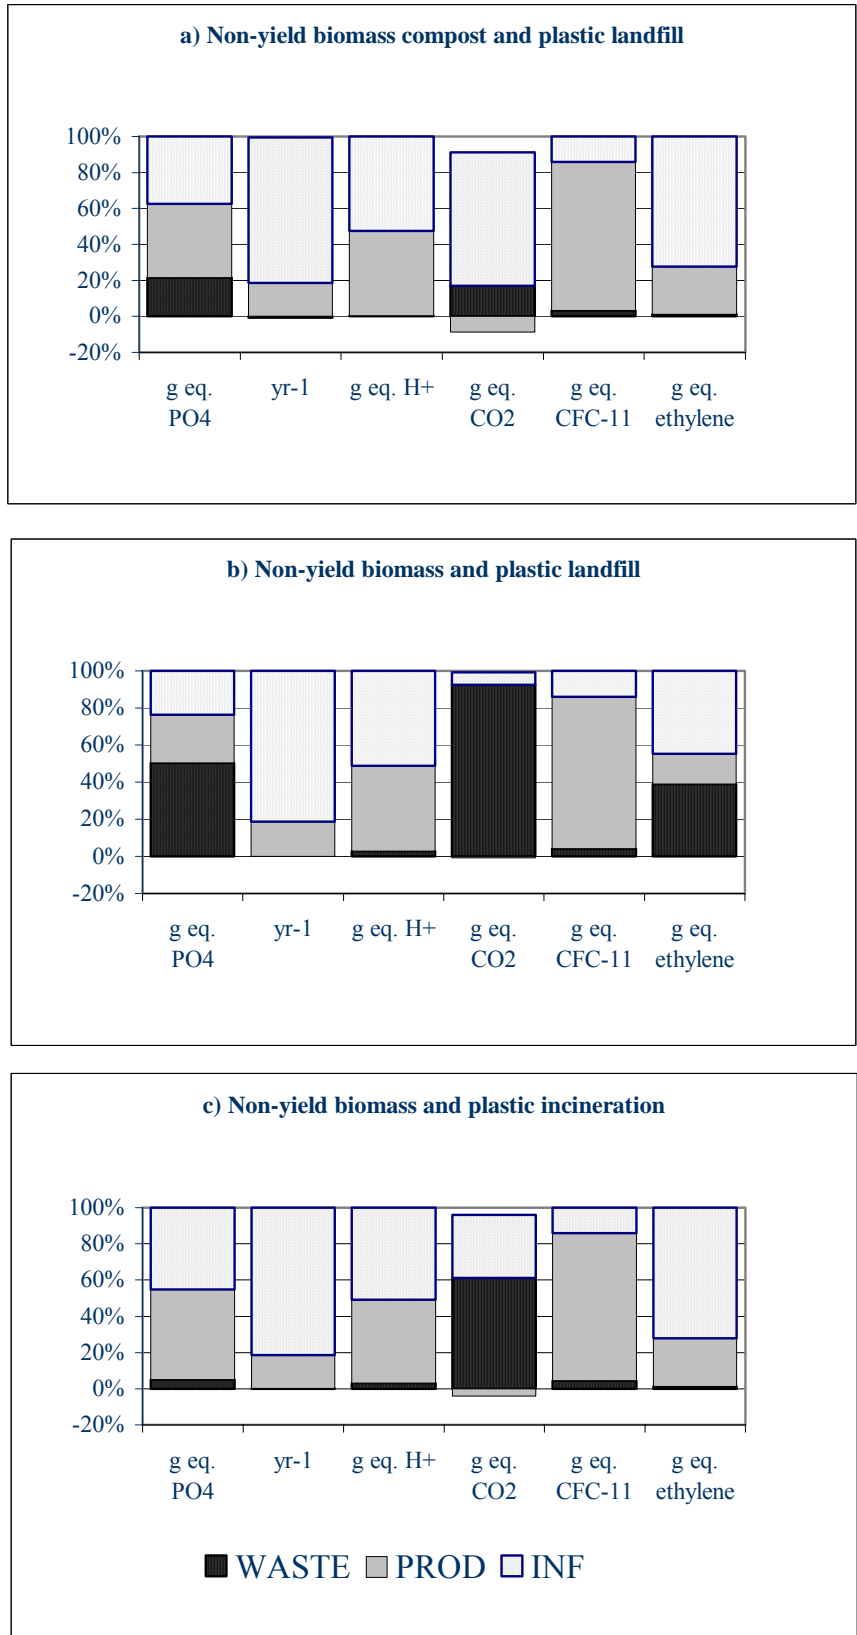 a) Non-yield biomass compost and plastic landfill
100%
80%
60%
40%
20%
0%
-20%
g eq. PO4
yr-1
g eq. H+
g eq. CO2
g eq. CFC-11
g eq. ethylene
b) Non-yield biomass and plastic landfill
100%
80%
60%
40%
20%
0%
-20%
g eq. PO4
yr-1
g eq. H+
g eq. CO2
g eq. CFC-11
g eq. ethylene
c) Non-yield biomass and plastic incineration
100%
80%
60%
40%
20%
0%
-20%
g eq. PO4
yr-1
g eq. H+
g eq. CO2
g eq. CFC-11
g eq. ethylene
WASTE PROD INF